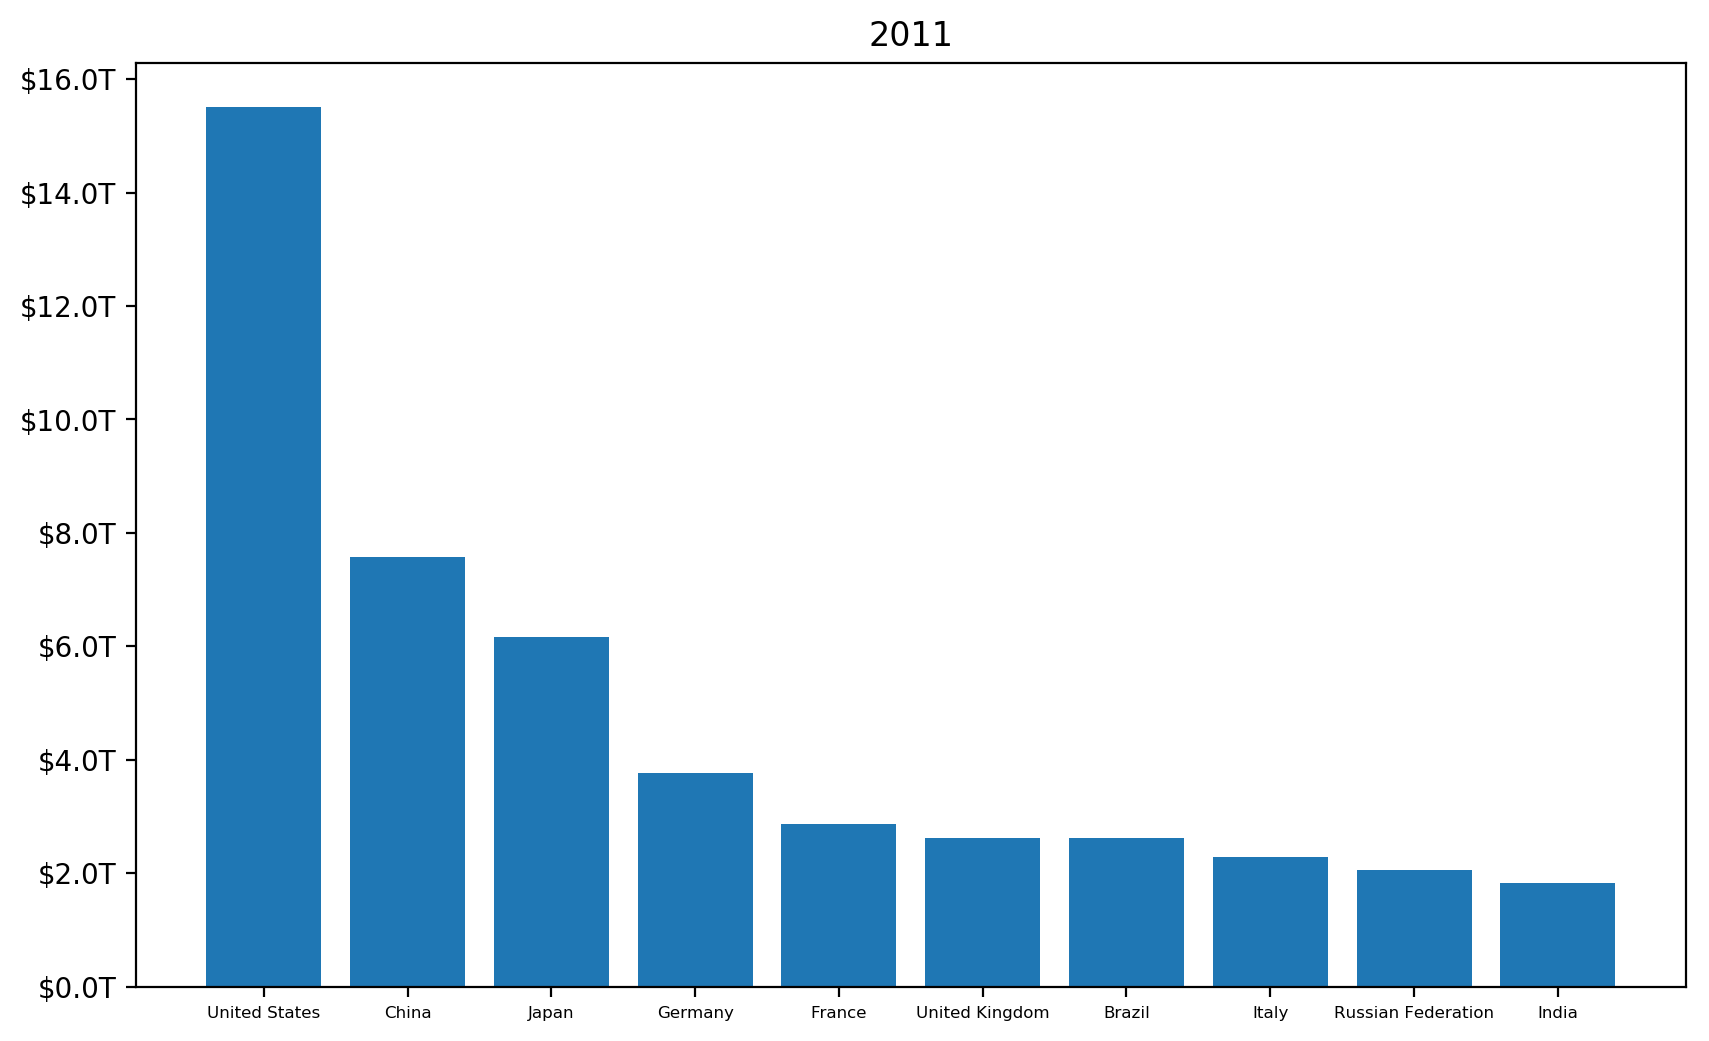 2011
$16.0T
$14.0T
$12.0T
$10.0T
$8.0T
$6.0T
$4.0T
$2.0T
$0.0T
United States China Japan Germany France United Kingdom Brazil Italy Russian Federation India